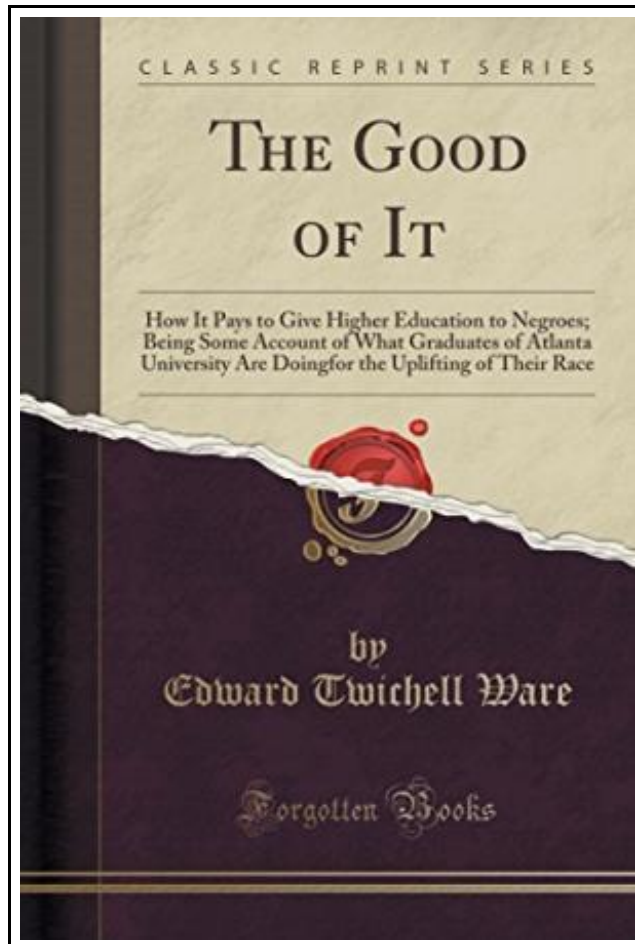 CLASSIC REPRINT SERIES
THE GOOD
OF IT
How It Pays to Give Higher Education to Negroes;
Being Some Account of What Graduates of Atlanta
University Are Doingfor the Uplifting of Their Race
by
Edward Twichell Ware
Forgotten Books